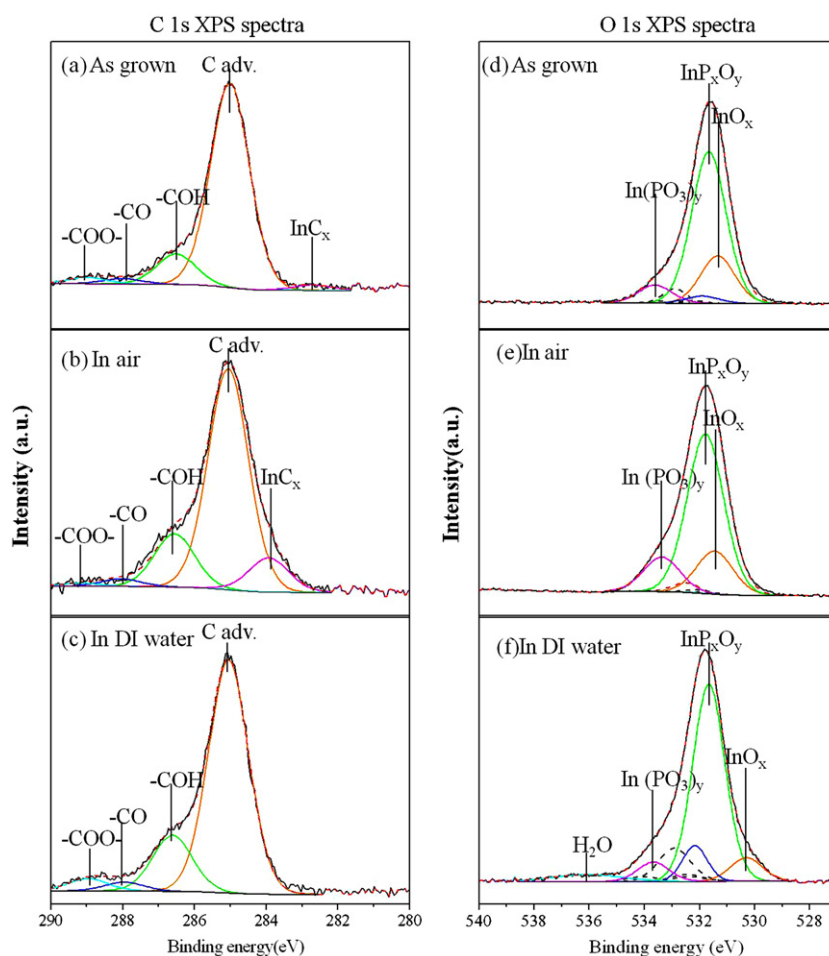 C 1s XPS spectra
(a) As grown
C adv.
-COH
-CO
-COO-
InCₓ
(b) In air
C adv.
-COH
InCₓ
-CO
-COO-
(c) In DI water
C adv.
-COH
-CO
-COO-
290 288 286 284 282 280
Binding energy(eV)
Intensity (a.u.)
O 1s XPS spectra
(d) As grown
InPₓOᵧ
InOₓ
In(PO₃)ᵧ
(e) In air
InPₓOᵧ
InOₓ
In (PO₃)ᵧ
(f)In DI water
InPₓOᵧ
InOₓ
In (PO₃)ᵧ
H₂O
540 538 536 534 532 530 528
Binding energy (eV)
Intensity(a.u.)